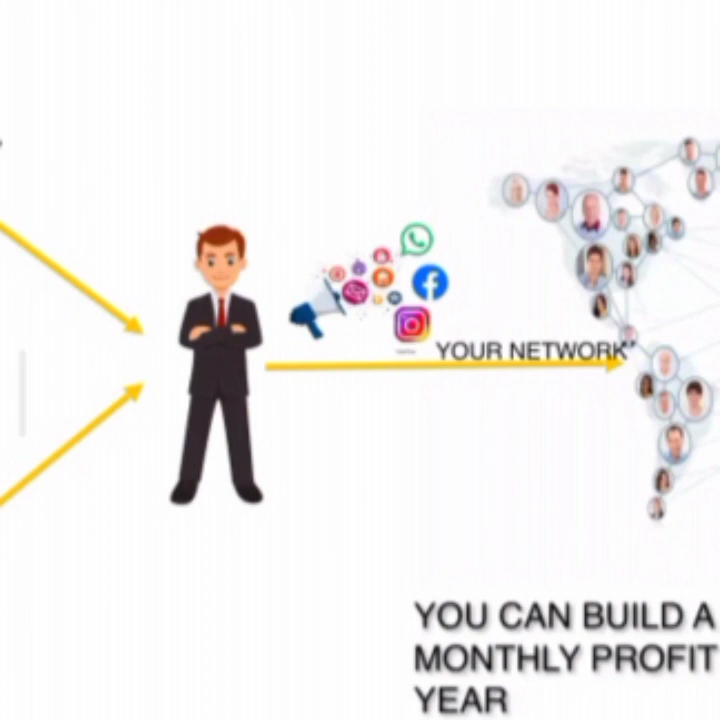 YOUR NETWORK"
YOU CAN BUILD A
MONTHLY PROFIT
YEAR